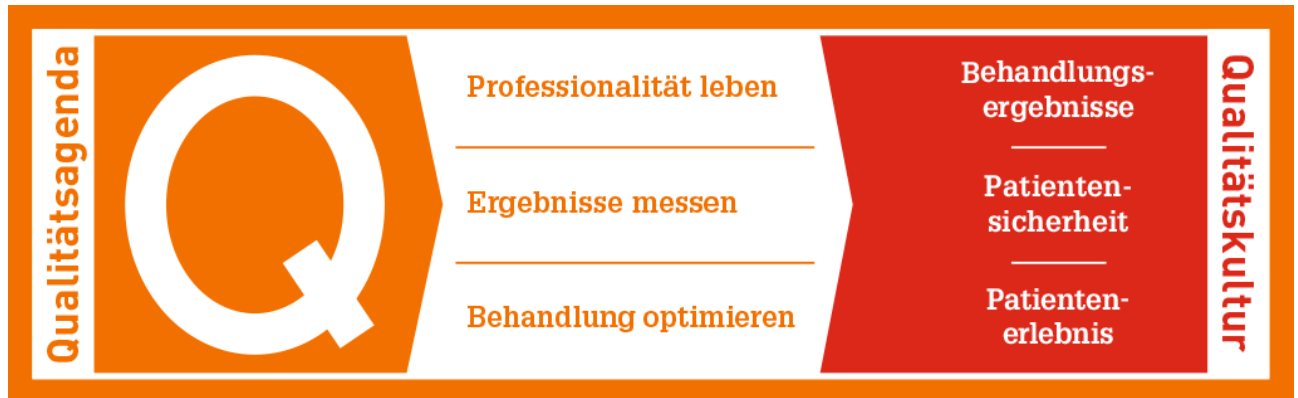 Qualitätsagenda
Q
Professionalität leben
Ergebnisse messen
Behandlung optimieren
Behandlungs-
ergebnisse
Patienten-
sicherheit
Patienten-
erlebnis
Qualitätskultur